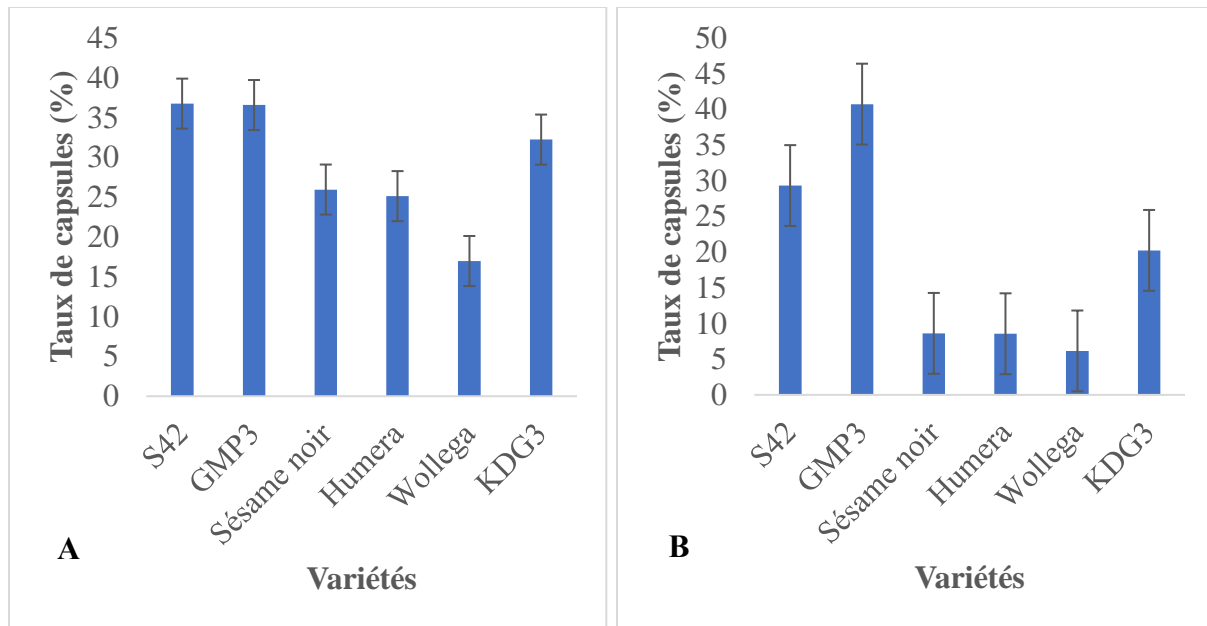 Taux de capsules (%)
45
40
35
30
25
20
15
10
5
0
S42
GMP3
Sésame noir
Humera
Wollega
KDG3
A
Variétés
Taux de capsules (%)
50
45
40
35
30
25
20
15
10
5
0
S42
GMP3
Sésame noir
Humera
Wollega
KDG3
B
Variétés